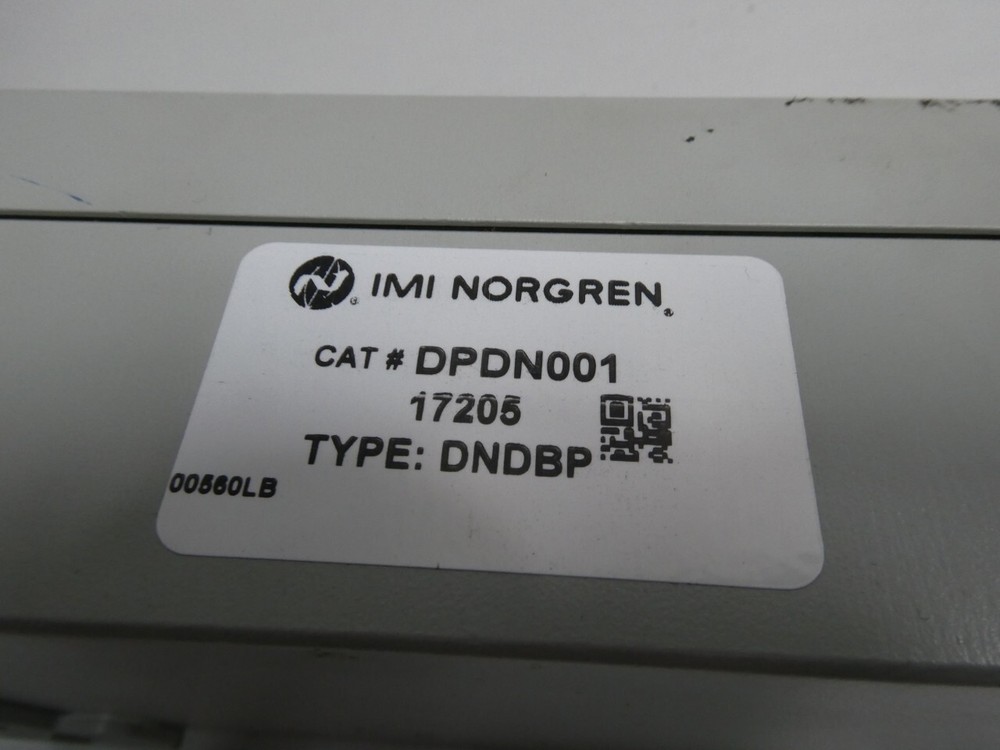 IMI NORGREN®
CAT # DPDN001
17205
TYPE: DNDBP
00560LB